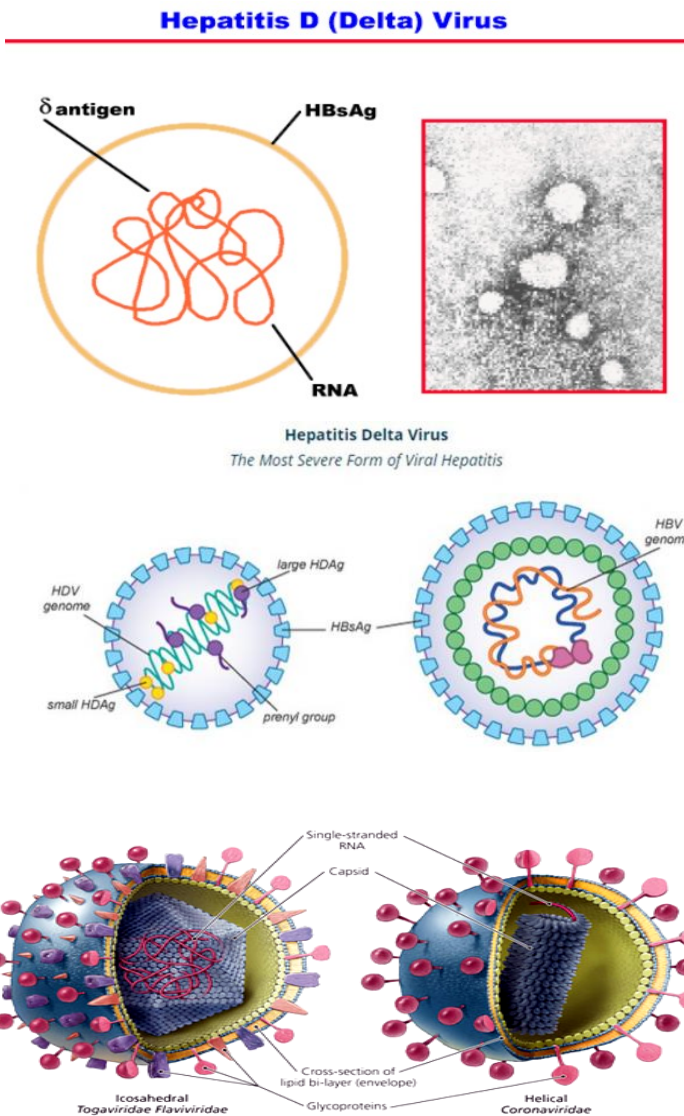 Hepatitis D (Delta) Virus
δ antigen
HBsAg
RNA
Hepatitis Delta Virus
The Most Severe Form of Viral Hepatitis
HBV
genom
large HDAg
HDV
genome
HBsAg
small HDAg
prenyl group
Single-stranded
RNA
Capsid
Cross-section of
lipid bi-layer (envelope)
Icosahedral
Togaviridae Flaviviridae
Glycoproteins
Helical
Coronaviridae